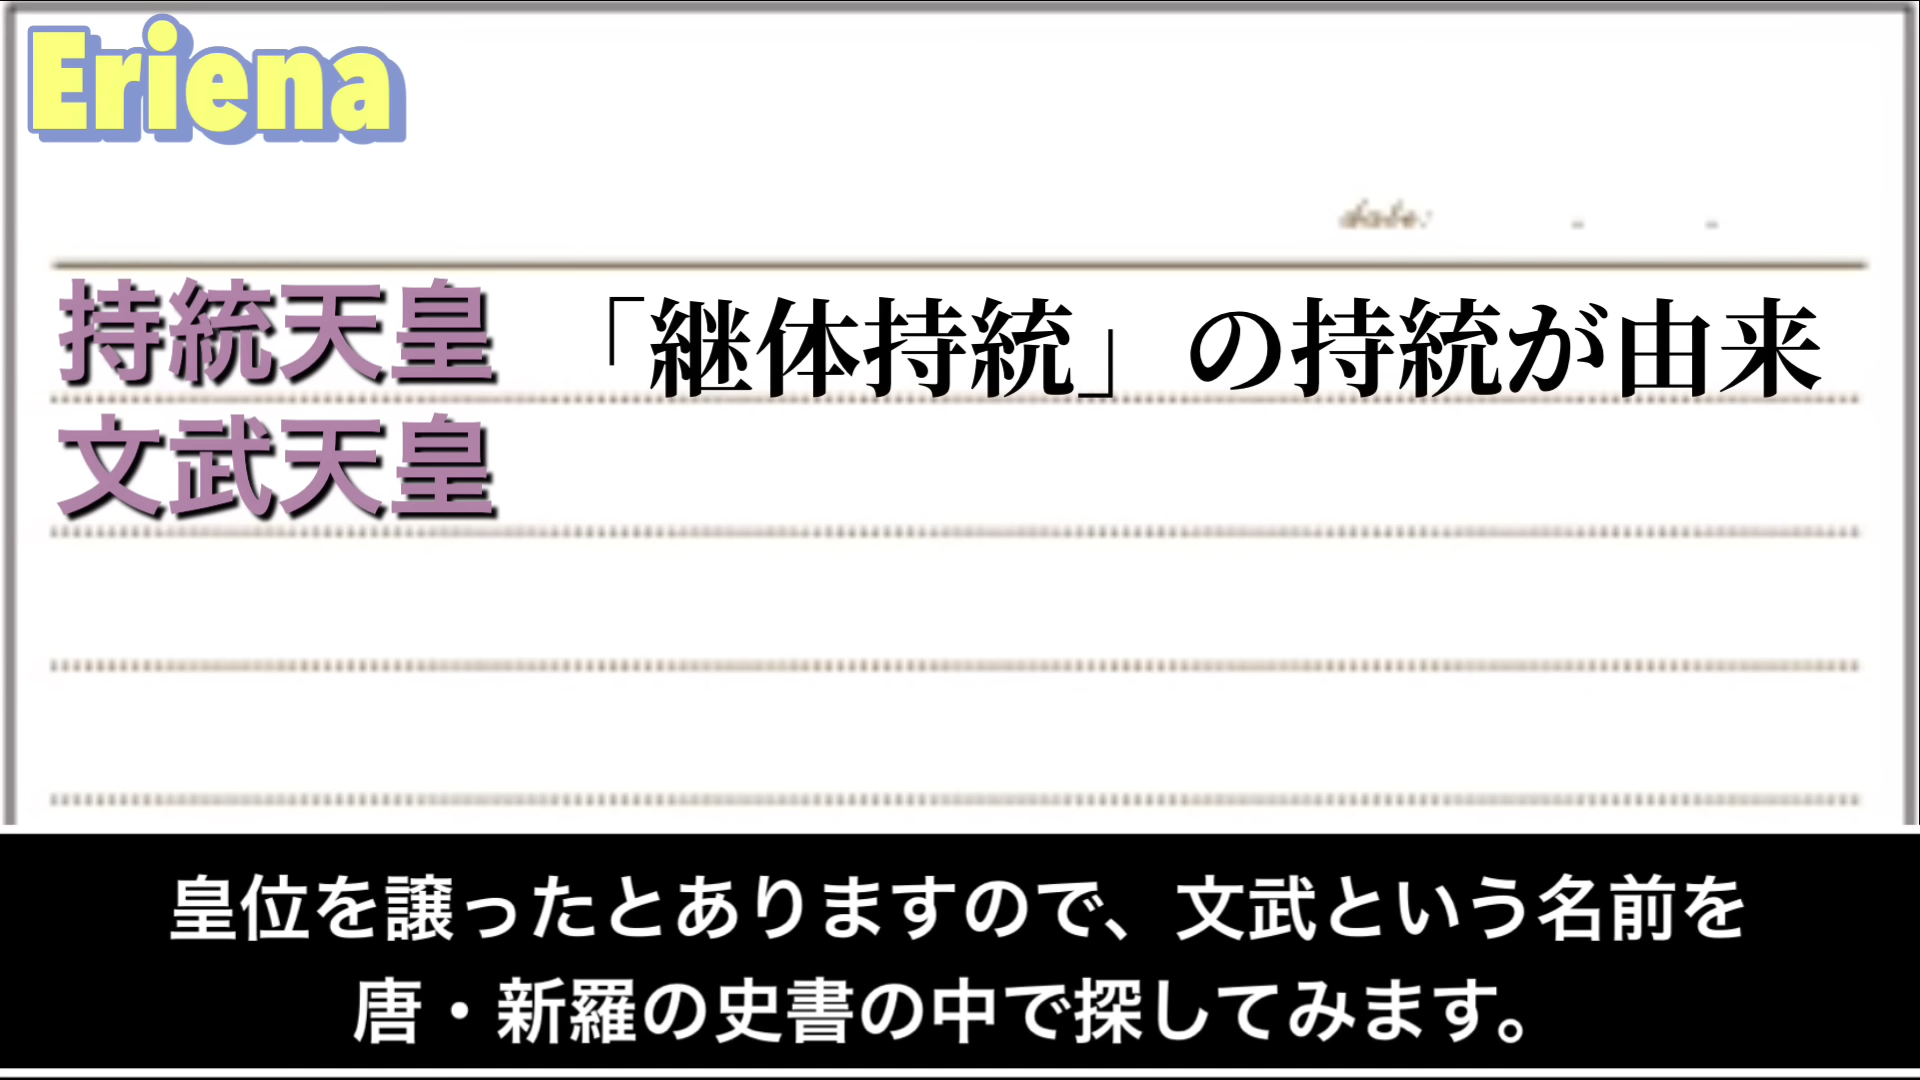 Eriena
date: - -
持統天皇 「継体持統」の持統が由来
文武天皇
皇位を譲ったとありますので、文武という名前を
唐・新羅の史書の中で探してみます。